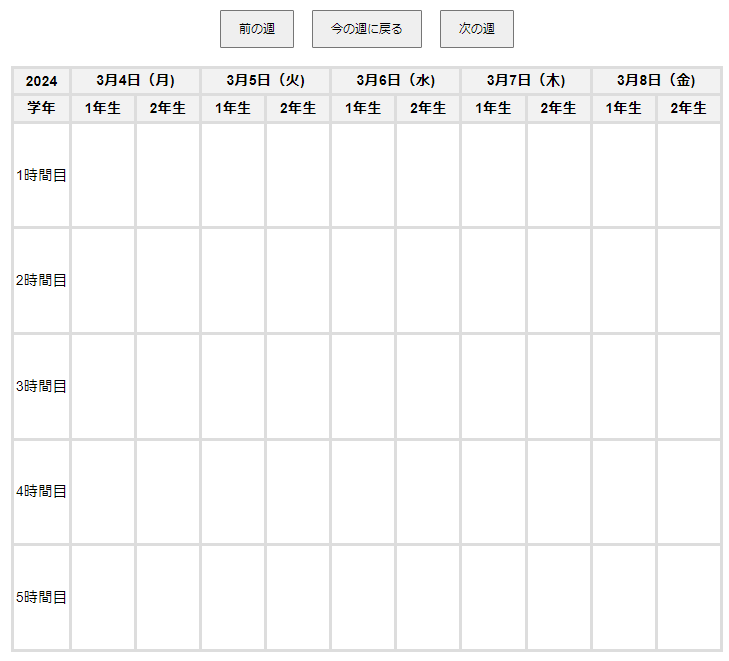 前の週 今の週に戻る 次の週
2024 3月4日（月) 3月5日（火) 3月6日（水) 3月7日（木) 3月8日（金)
学年 1年生 2年生 1年生 2年生 1年生 2年生 1年生 2年生 1年生 2年生
1時間目
2時間目
3時間目
4時間目
5時間目